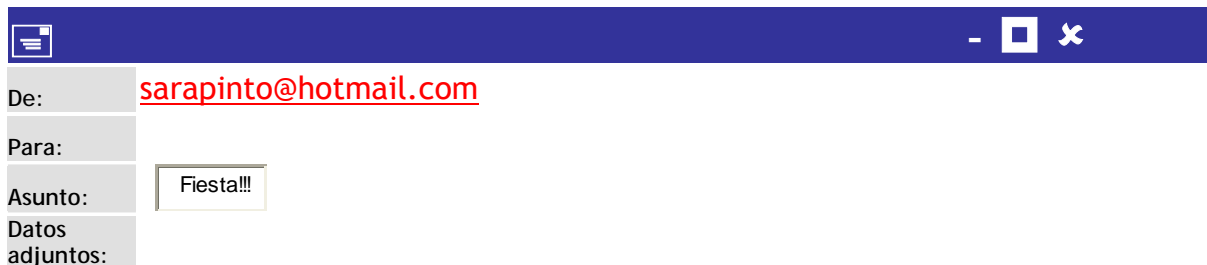 De: sarapinto@hotmail.com
Para:
Asunto: Fiesta!!!
Datos
adjuntos: